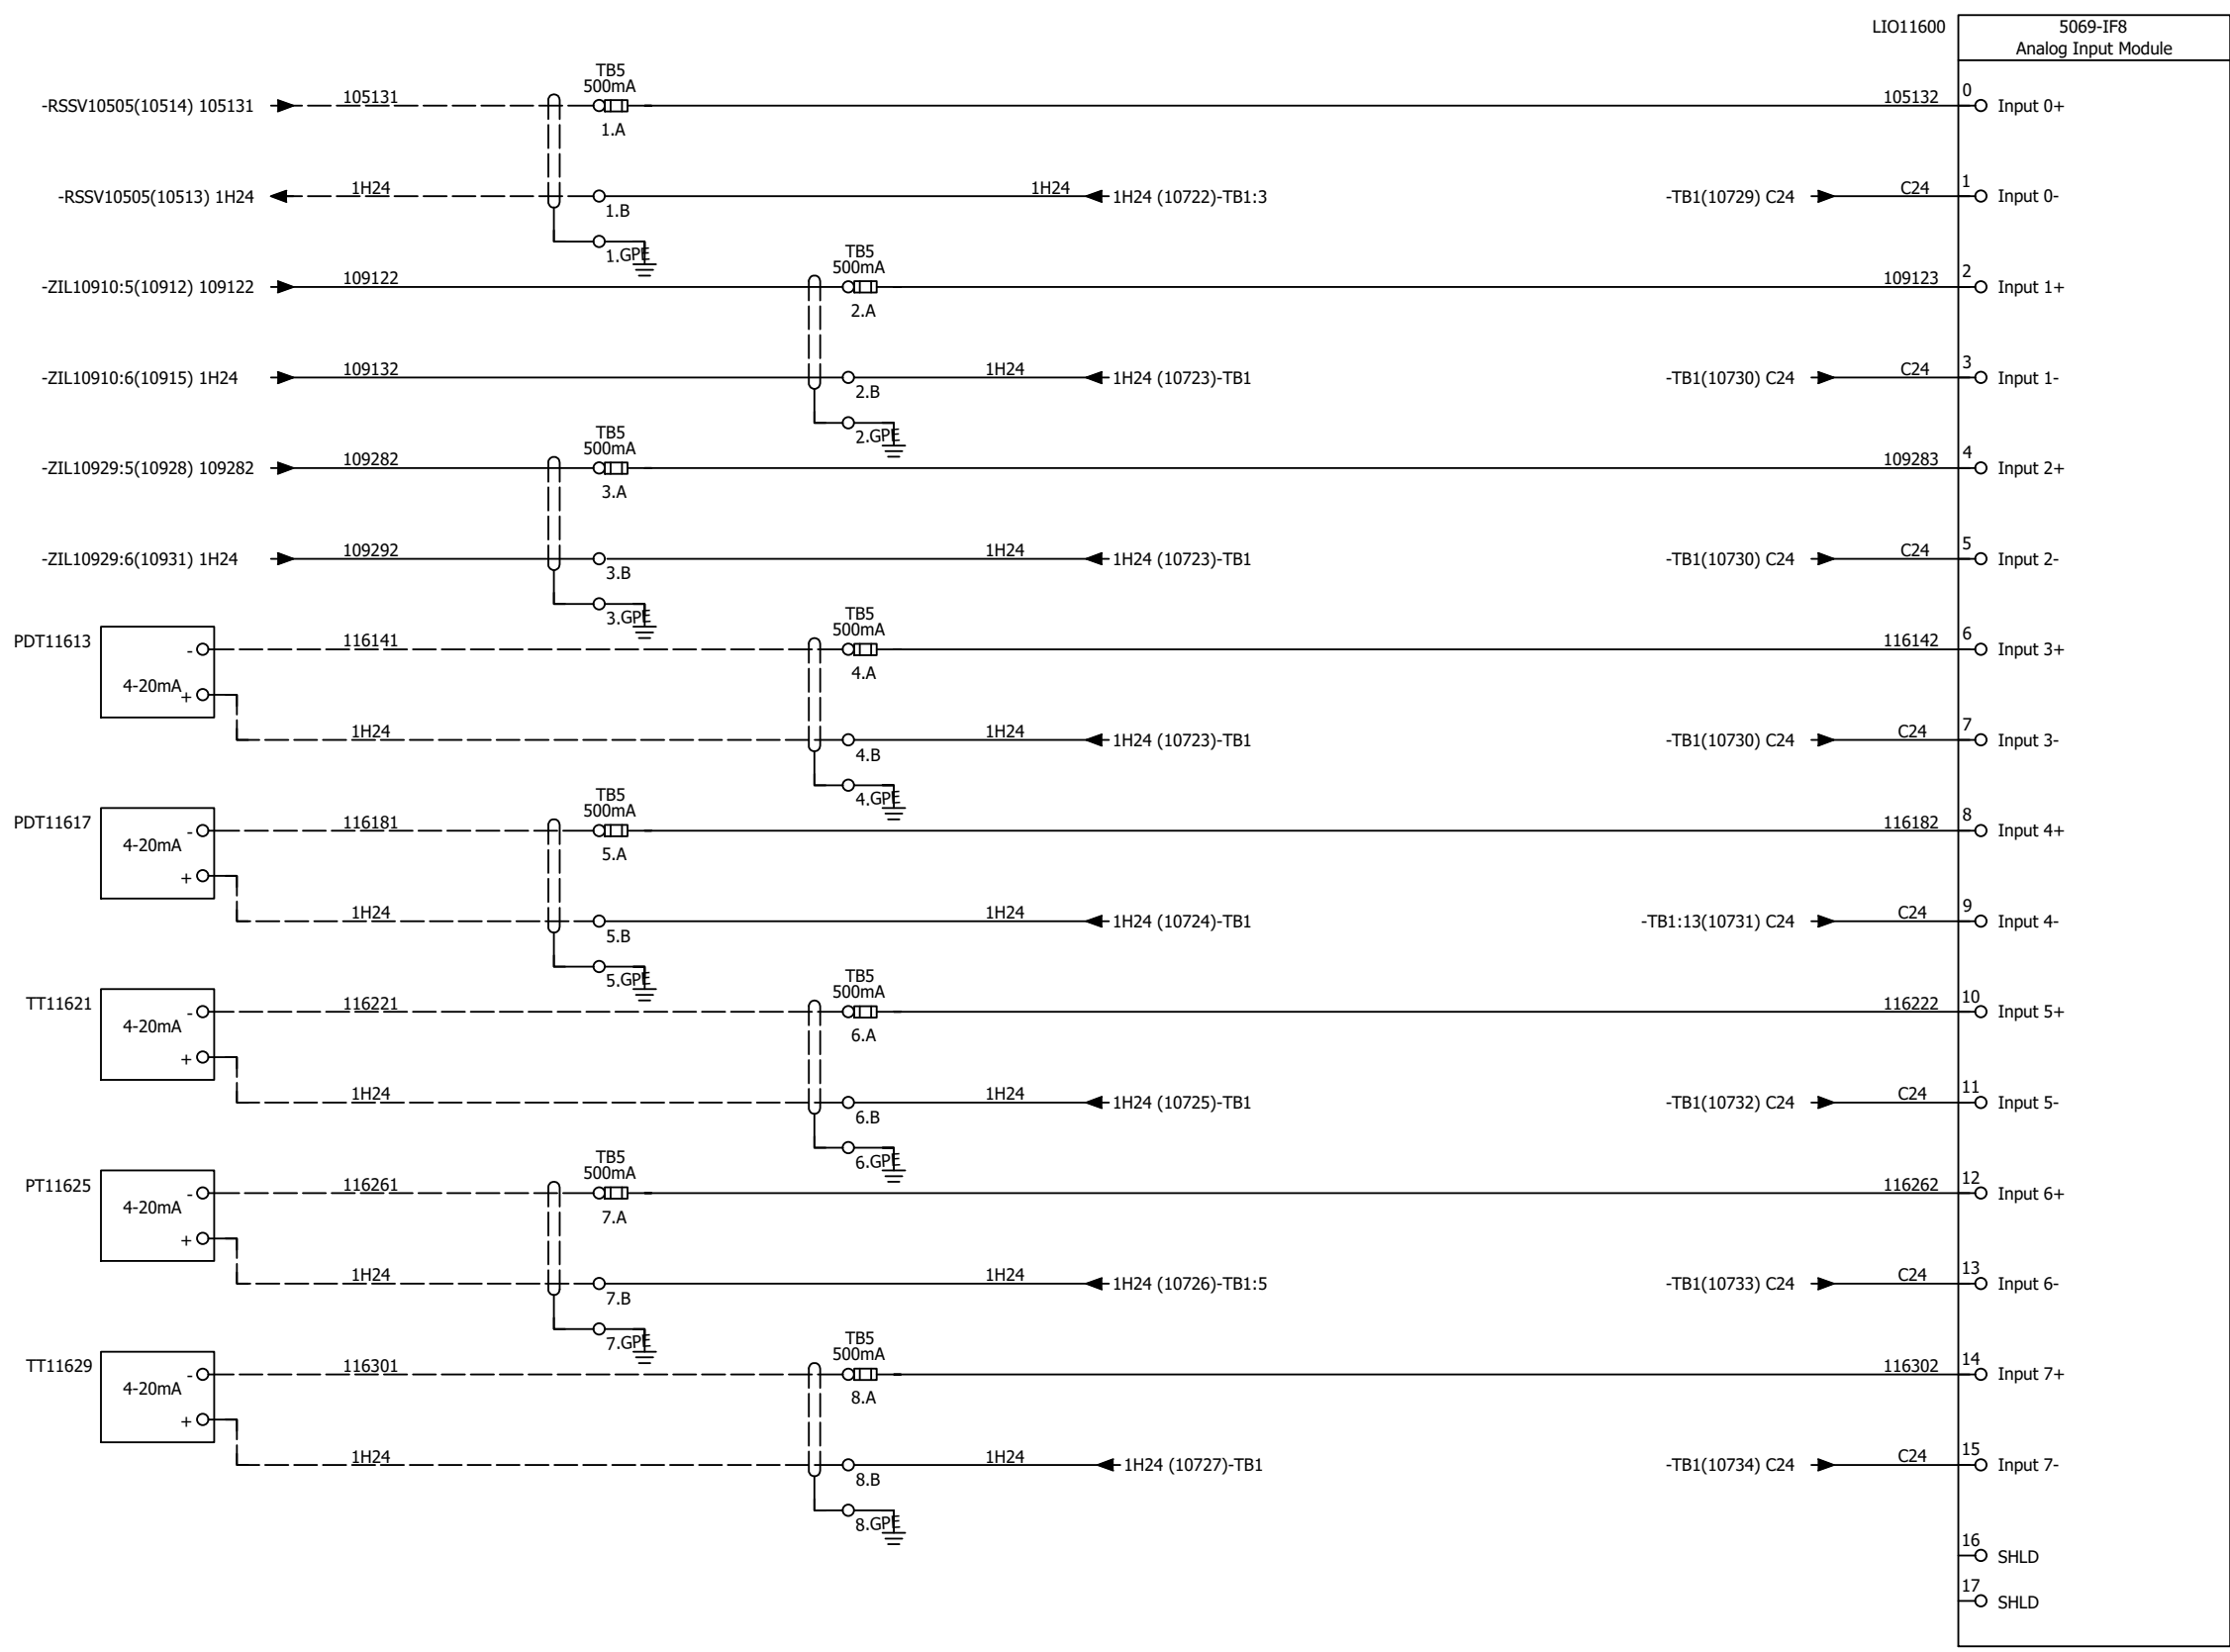 LIO11600
5069-IF8
Analog Input Module
TB5
500mA
-RSSV10505(10514) 105131
105131
1.A
105132
0
Input 0+
-RSSV10505(10513) 1H24
1H24
1.B
1H24
1H24 (10722)-TB1:3
-TB1(10729) C24
C24
1
Input 0-
1.GPE
TB5
500mA
-ZIL10910:5(10912) 109122
109122
2.A
109123
2
Input 1+
-ZIL10910:6(10915) 1H24
109132
2.B
1H24
1H24 (10723)-TB1
-TB1(10730) C24
C24
3
Input 1-
2.GPE
TB5
500mA
-ZIL10929:5(10928) 109282
109282
3.A
109283
4
Input 2+
-ZIL10929:6(10931) 1H24
109292
3.B
1H24
1H24 (10723)-TB1
-TB1(10730) C24
C24
5
Input 2-
3.GPE
TB5
500mA
PDT11613
-
4-20mA
+
116141
4.A
116142
6
Input 3+
1H24
4.B
1H24
1H24 (10723)-TB1
-TB1(10730) C24
C24
7
Input 3-
4.GPE
TB5
500mA
PDT11617
-
4-20mA
+
116181
5.A
116182
8
Input 4+
1H24
5.B
1H24
1H24 (10724)-TB1
-TB1:13(10731) C24
C24
9
Input 4-
5.GPE
TB5
500mA
TT11621
-
4-20mA
+
116221
6.A
116222
10
Input 5+
1H24
6.B
1H24
1H24 (10725)-TB1
-TB1(10732) C24
C24
11
Input 5-
6.GPE
TB5
500mA
PT11625
-
4-20mA
+
116261
7.A
116262
12
Input 6+
1H24
7.B
1H24
1H24 (10726)-TB1:5
-TB1(10733) C24
C24
13
Input 6-
7.GPE
TB5
500mA
TT11629
-
4-20mA
+
116301
8.A
116302
14
Input 7+
1H24
8.B
1H24
1H24 (10727)-TB1
-TB1(10734) C24
C24
15
Input 7-
8.GPE
16
SHLD
17
SHLD